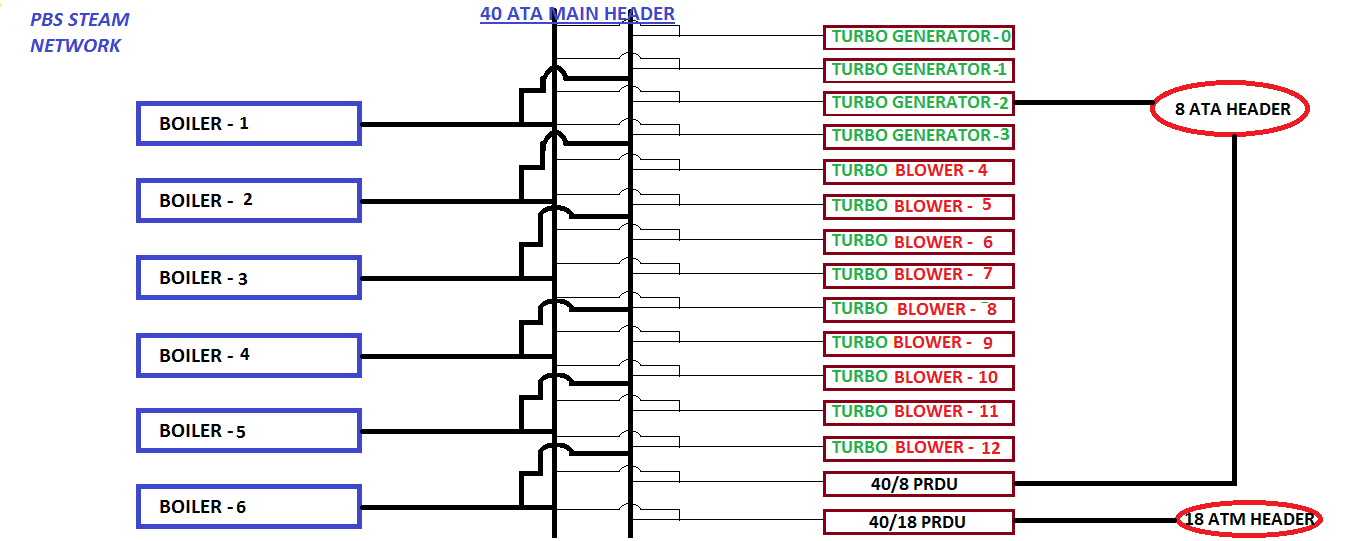 PBS STEAM
NETWORK
40 ATA MAIN HEADER
BOILER - 1
BOILER - 2
BOILER - 3
BOILER - 4
BOILER - 5
BOILER - 6
TURBO GENERATOR-0
TURBO GENERATOR-1
TURBO GENERATOR-2
TURBO GENERATOR-3
TURBO BLOWER - 4
TURBO BLOWER - 5
TURBO BLOWER - 6
TURBO BLOWER - 7
TURBO BLOWER - 8
TURBO BLOWER - 9
TURBO BLOWER - 10
TURBO BLOWER - 11
TURBO BLOWER - 12
40/8 PRDU
40/18 PRDU
8 ATA HEADER
18 ATM HEADER